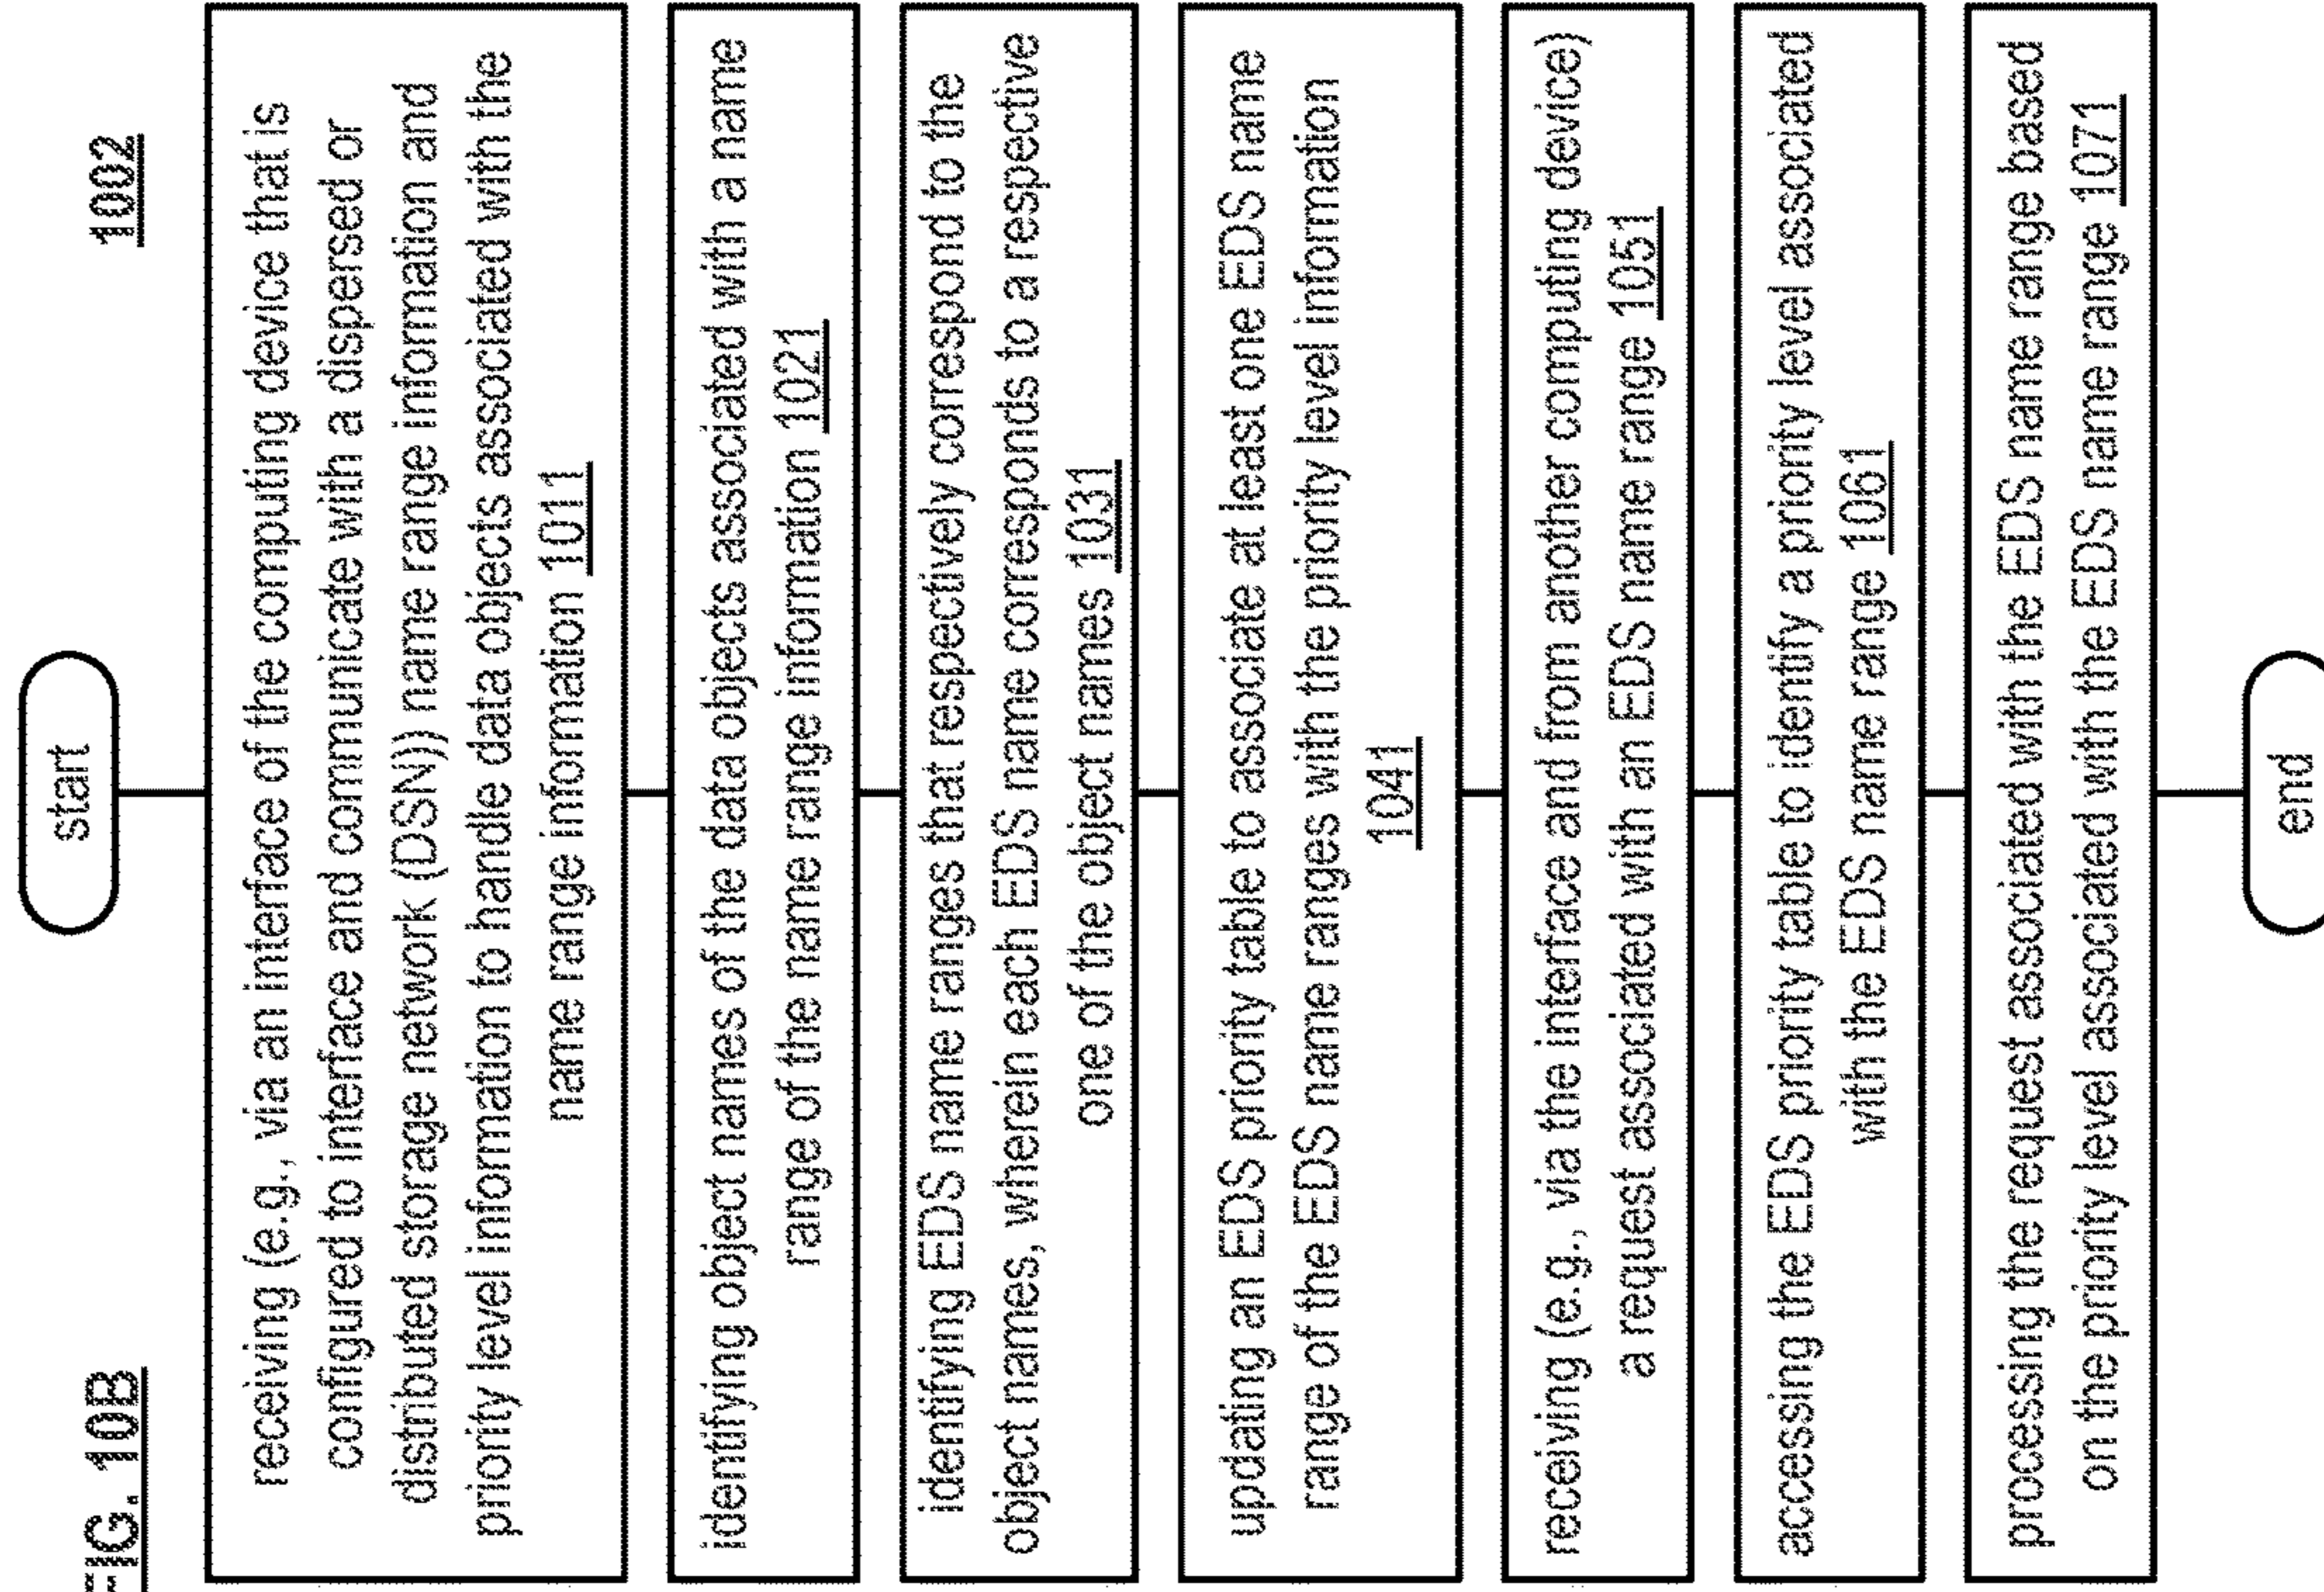 FIG. 10B
1002
start
receiving (e.g., via an interface of the computing device that is
configured to interface and communicate with a dispersed or
distributed storage network (DSN)) name range information and
priority level information to handle data objects associated with the
name range information 1011
identifying object names of the data objects associated with a name
range of the name range information 1021
identifying EDS name ranges that respectively correspond to the
object names, wherein each EDS name corresponds to a respective
one of the object names 1031
updating an EDS priority table to associate at least one EDS name
range of the EDS name ranges with the priority level information
1041
receiving (e.g., via the interface and from another computing device)
a request associated with an EDS name range 1051
accessing the EDS priority table to identify a priority level associated
with the EDS name range 1061
processing the request associated with the EDS name range based
on the priority level associated with the EDS name range 1071
end